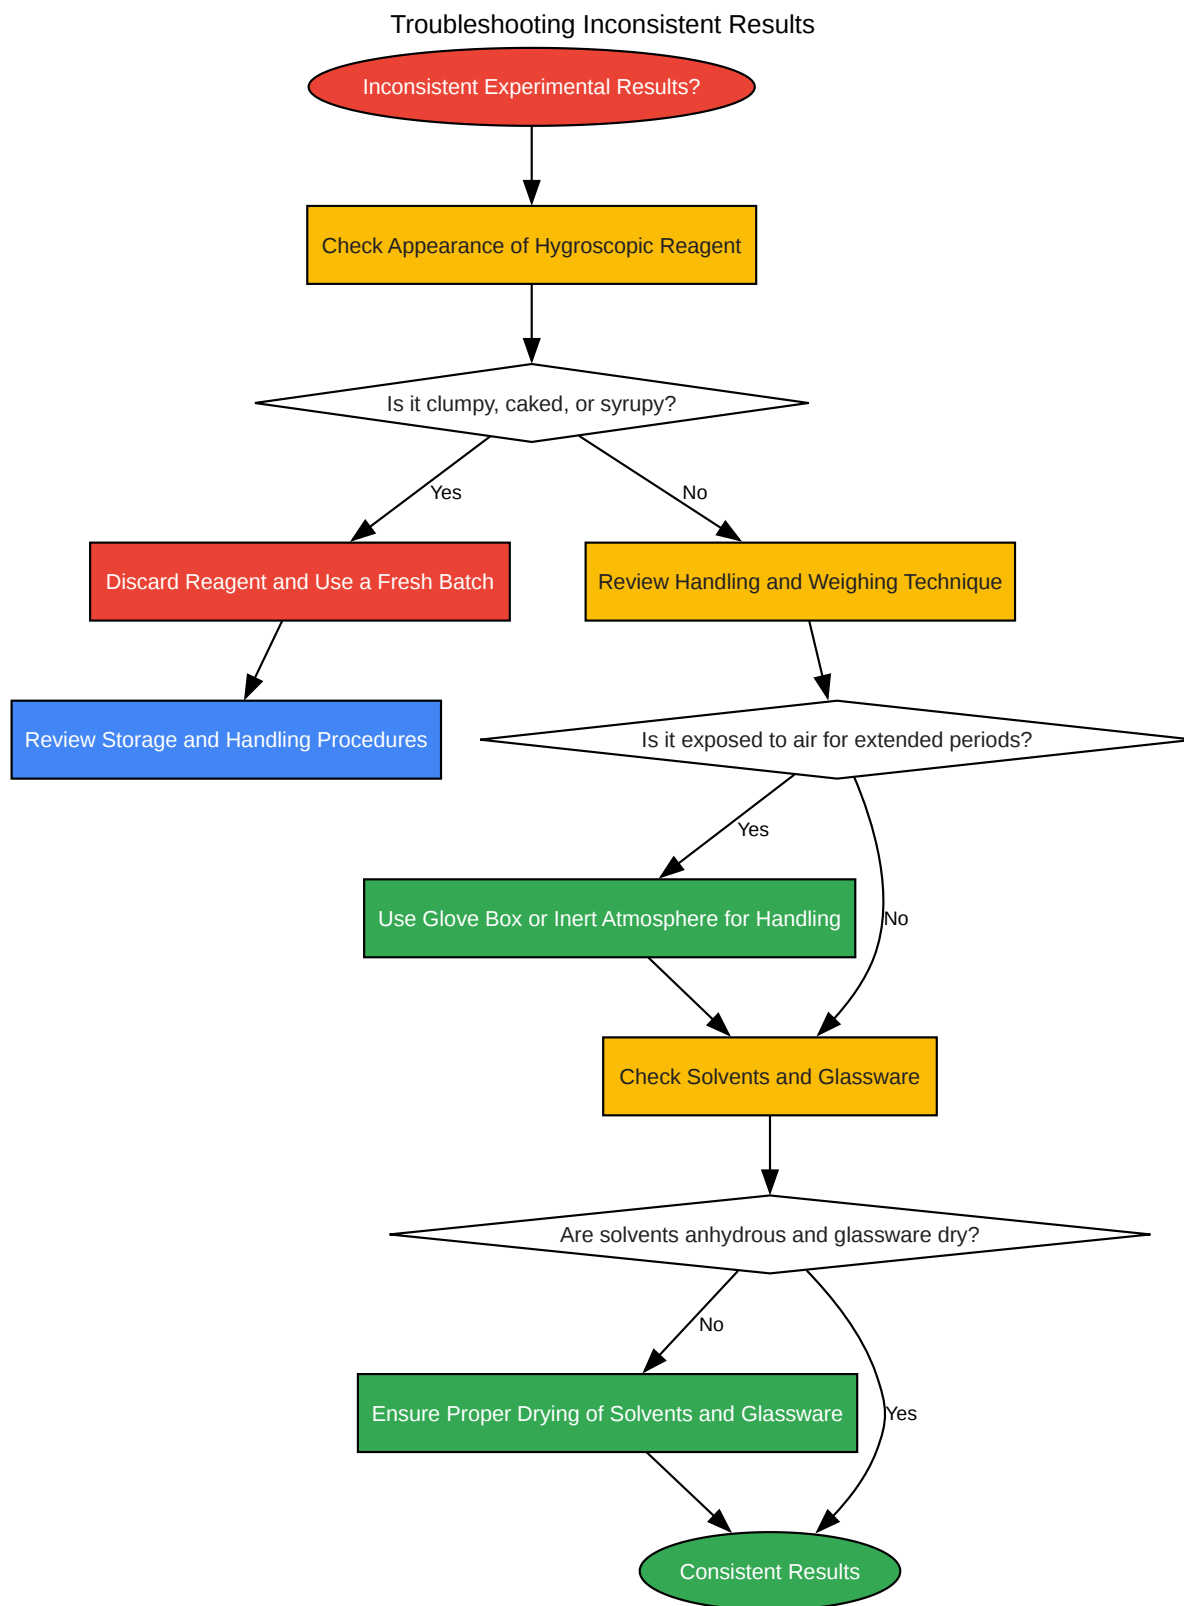 Troubleshooting Inconsistent Results
Inconsistent Experimental Results?
Check Appearance of Hygroscopic Reagent
Is it clumpy, caked, or syrupy?
Yes
No
Discard Reagent and Use a Fresh Batch
Review Handling and Weighing Technique
Review Storage and Handling Procedures
Is it exposed to air for extended periods?
Yes
Use Glove Box or Inert Atmosphere for Handling
No
Check Solvents and Glassware
Are solvents anhydrous and glassware dry?
No
Ensure Proper Drying of Solvents and Glassware
Yes
Consistent Results